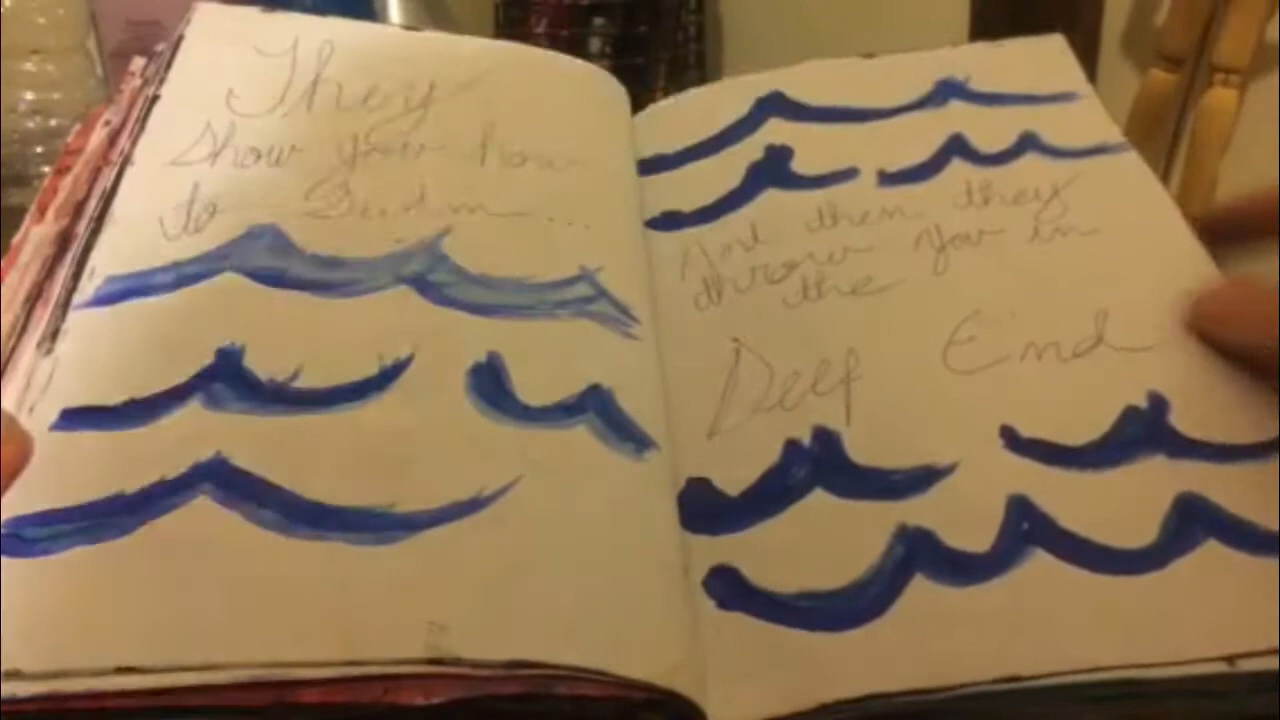 They
Show you how
to Swim...
And then they
throw you in
the
Deep End